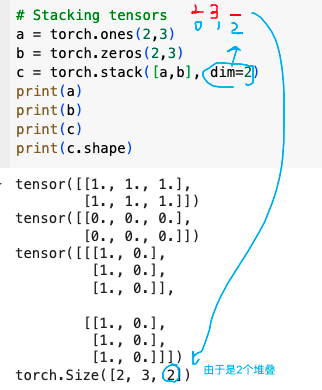 # Stacking tensors
2 3 _
0 1 2
a = torch.ones(2,3)
b = torch.zeros(2,3)
c = torch.stack([a,b], dim=2)
print(a)
print(b)
print(c)
print(c.shape)
tensor([[1., 1., 1.],
        [1., 1., 1.]])
tensor([[0., 0., 0.],
        [0., 0., 0.]])
tensor([[[1., 0.],
         [1., 0.],
         [1., 0.]],

        [[1., 0.],
         [1., 0.],
         [1., 0.]]])
由于是2个堆叠
torch.Size([2, 3, 2])